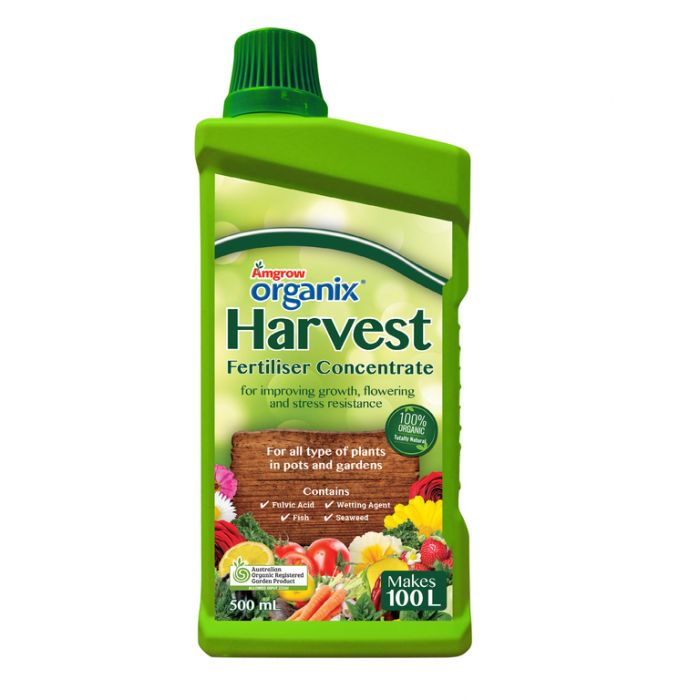 Amgrow
organix®
Harvest
Fertiliser Concentrate
for improving growth, flowering
and stress resistance
100%
ORGANIC
Totally Natural
For all type of plants
in pots and gardens
Contains
✓ Fulvic Acid ✓ Wetting Agent
✓ Fish ✓ Seaweed
Australian
Organic Registered
Garden Product
ALLOWED INPUT
500 mL
Makes
100 L